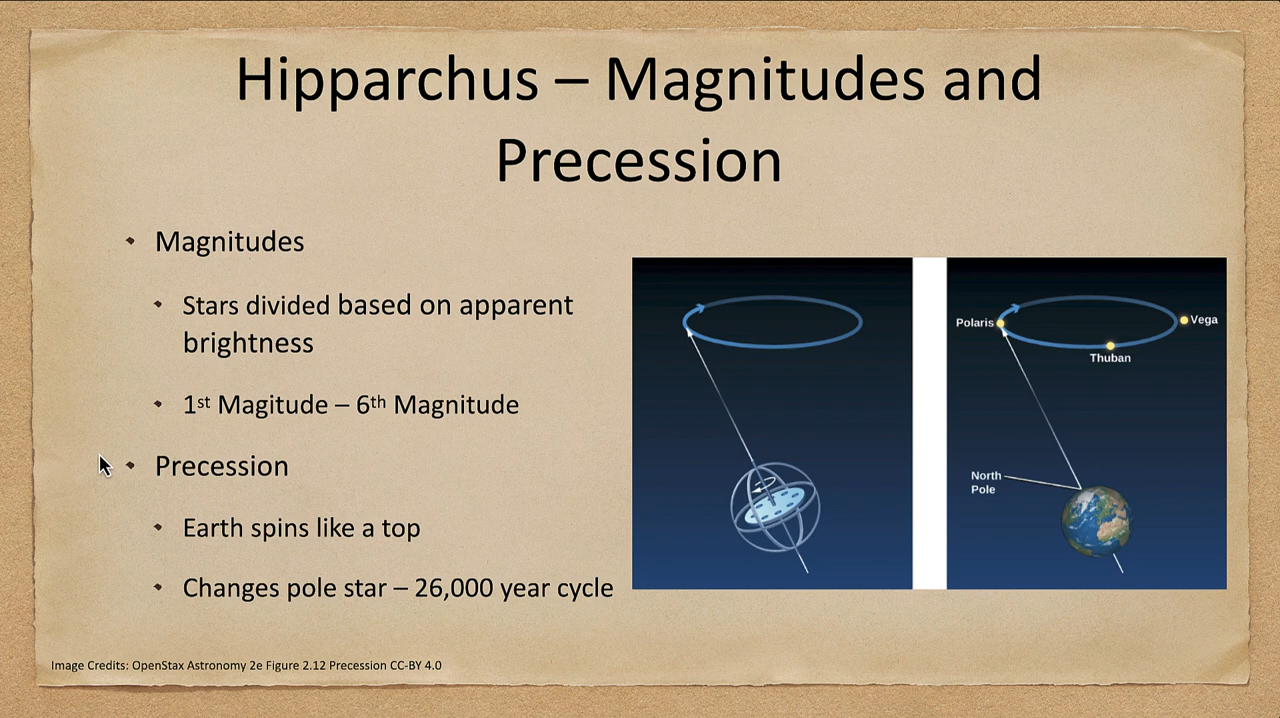 Hipparchus – Magnitudes and
Precession
Magnitudes
Stars divided based on apparent
brightness
1st Magitude – 6th Magnitude
Precession
Earth spins like a top
Changes pole star – 26,000 year cycle
Polaris
Vega
Thuban
North
Pole
Image Credits: OpenStax Astronomy 2e Figure 2.12 Precession CC-BY 4.0